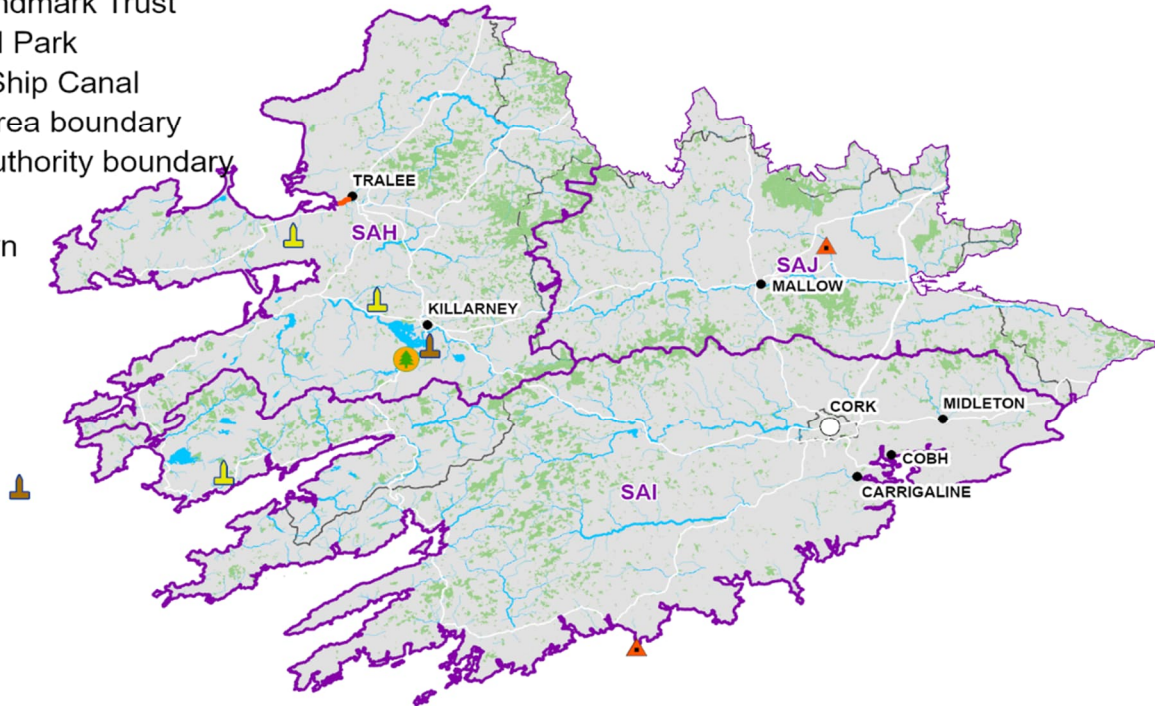 ndmark Trust
l Park
Ship Canal
rea boundary
uthority boundary
n
TRALEE
SAH
KILLARNEY
SAJ
MALLOW
CORK
MIDLETON
COBH
CARRIGALINE
SAI